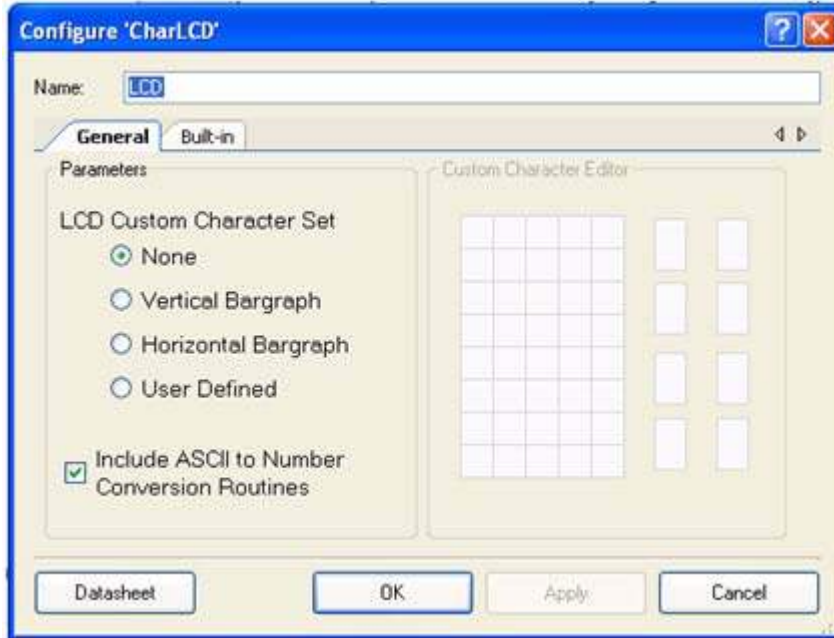 Configure 'CharLCD'
Name: LCD
General Built-in
Parameters
Custom Character Editor
LCD Custom Character Set
None
Vertical Bargraph
Horizontal Bargraph
User Defined
Include ASCII to Number
Conversion Routines
Datasheet OK Apply Cancel